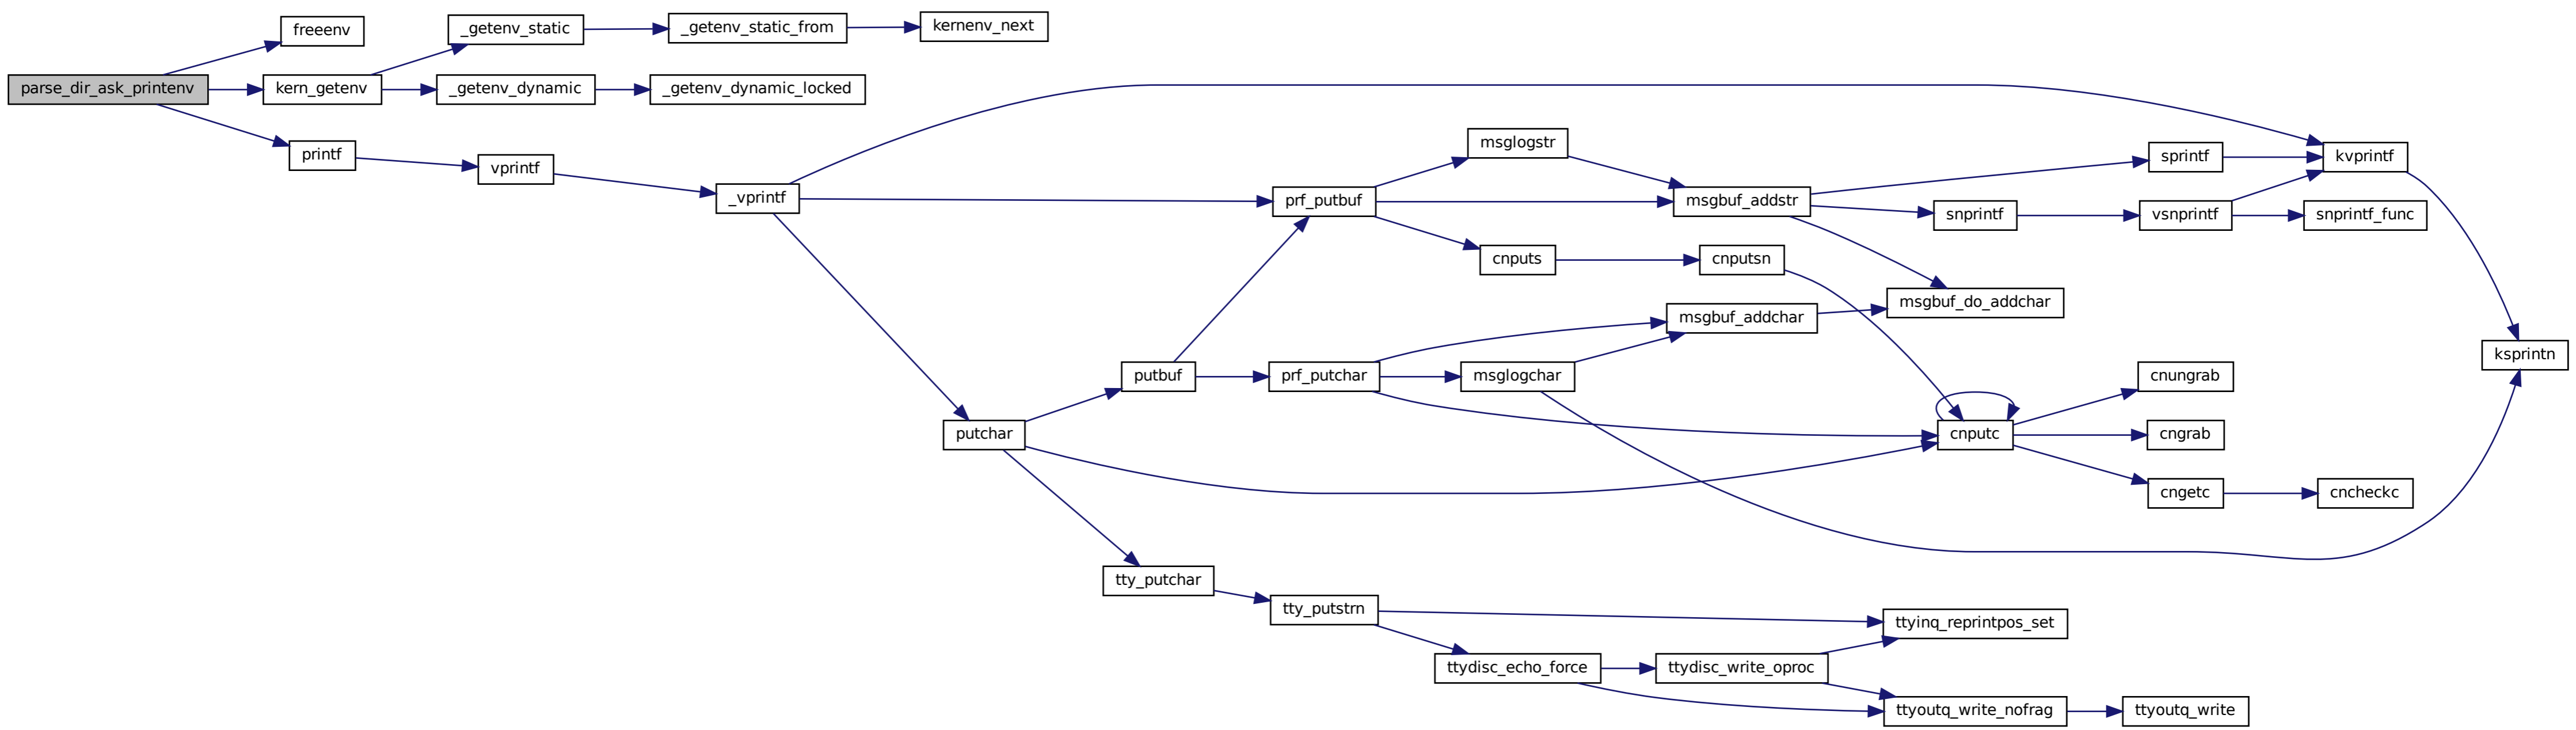 freeenv
_getenv_static
_getenv_static_from
kernenv_next
parse_dir_ask_printenv
kern_getenv
_getenv_dynamic
_getenv_dynamic_locked
printf
vprintf
_vprintf
msglogstr
sprintf
kvprintf
prf_putbuf
msgbuf_addstr
snprintf
vsnprintf
snprintf_func
cnputs
cnputsn
msgbuf_do_addchar
msgbuf_addchar
ksprintn
putbuf
prf_putchar
msglogchar
cnungrab
putchar
cnputc
cngrab
cngetc
cncheckc
tty_putchar
tty_putstrn
ttyinq_reprintpos_set
ttydisc_echo_force
ttydisc_write_oproc
ttyoutq_write_nofrag
ttyoutq_write